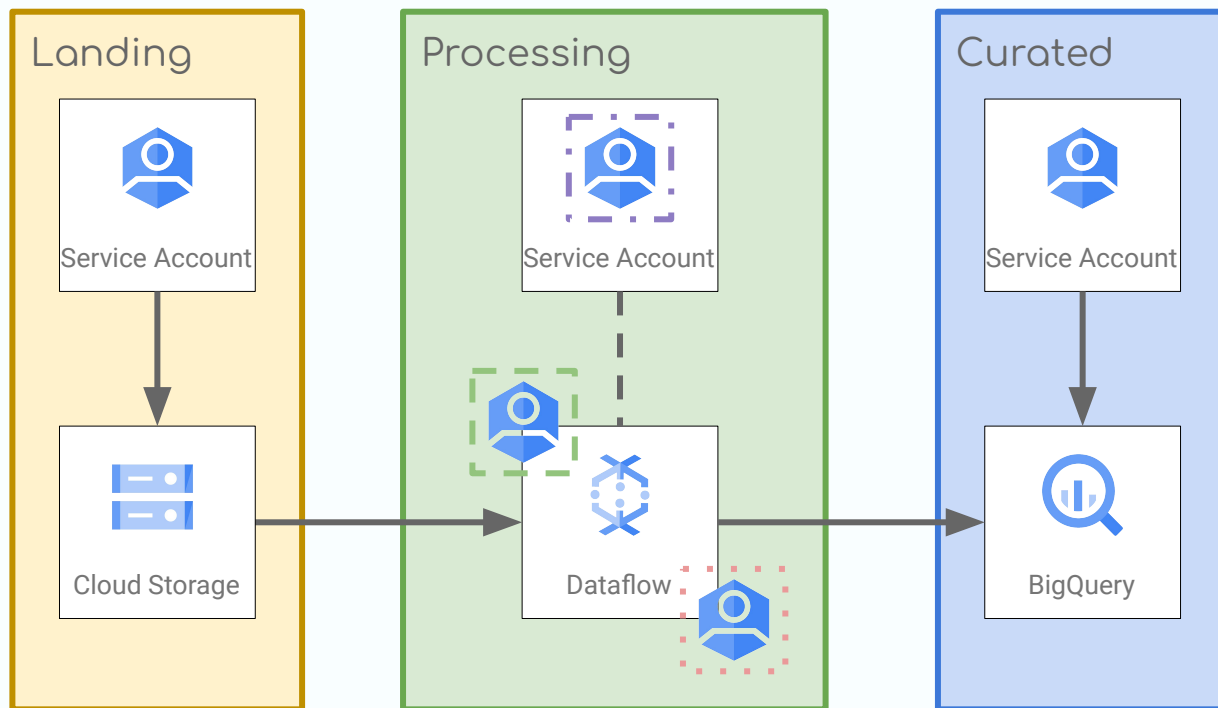 Landing
Processing
Curated
Service Account
Service Account
Service Account
Cloud Storage
Dataflow
BigQuery